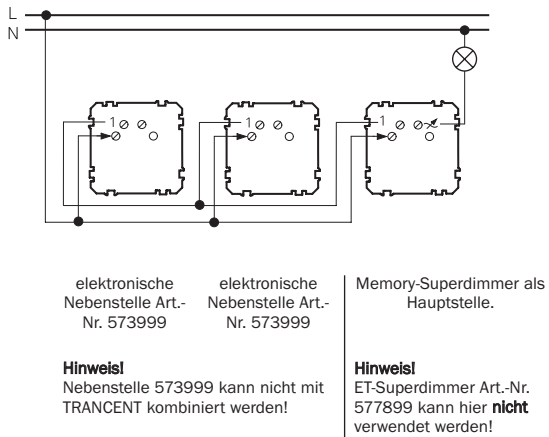 L
N
1
1
1
elektronische
Nebenstelle Art.-
Nr. 573999
elektronische
Nebenstelle Art.-
Nr. 573999
Memory-Superdimmer als
Hauptstelle.
Hinweis!
Nebenstelle 573999 kann nicht mit
TRANCENT kombiniert werden!
Hinweis!
ET-Superdimmer Art.-Nr.
577899 kann hier nicht
verwendet werden!